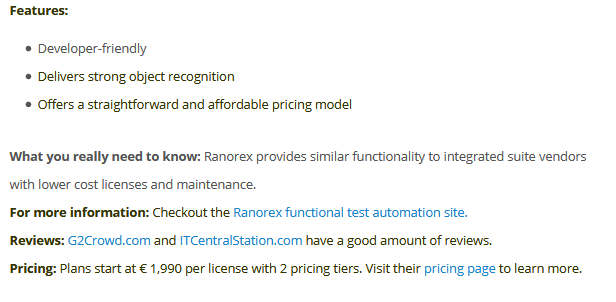 Features:
Developer-friendly
Delivers strong object recognition
Offers a straightforward and affordable pricing model
What you really need to know: Ranorex provides similar functionality to integrated suite vendors
with lower cost licenses and maintenance.
For more information: Checkout the Ranorex functional test automation site.
Reviews: G2Crowd.com and ITCentralStation.com have a good amount of reviews.
Pricing: Plans start at € 1,990 per license with 2 pricing tiers. Visit their pricing page to learn more.